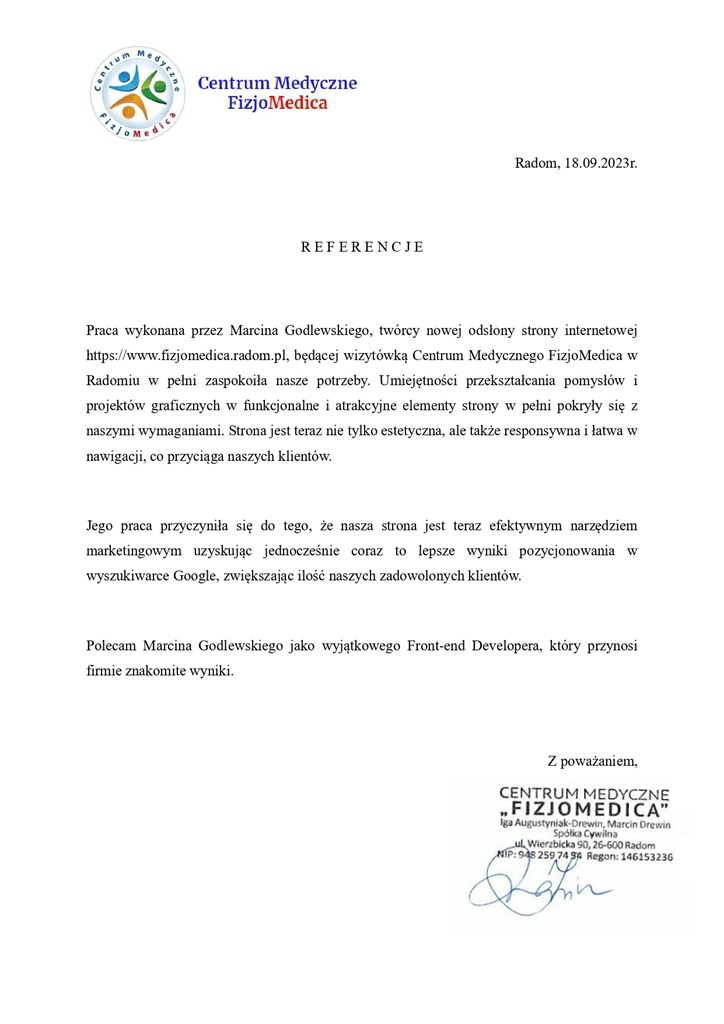 Centrum Medyczne
FizjoMedica
Centrum Medyczne
FizjoMedica
Radom, 18.09.2023r.
R E F E R E N C J E
Praca wykonana przez Marcina Godlewskiego, twórcy nowej odsłony strony internetowej
https://www.fizjomedica.radom.pl, będącej wizytówką Centrum Medycznego FizjoMedica w
Radomiu w pełni zaspokoiła nasze potrzeby. Umiejętności przekształcania pomysłów i
projektów graficznych w funkcjonalne i atrakcyjne elementy strony w pełni pokryły się z
naszymi wymaganiami. Strona jest teraz nie tylko estetyczna, ale także responsywna i łatwa w
nawigacji, co przyciąga naszych klientów.
Jego praca przyczyniła się do tego, że nasza strona jest teraz efektywnym narzędziem
marketingowym uzyskując jednocześnie coraz to lepsze wyniki pozycjonowania w
wyszukiwarce Google, zwiększając ilość naszych zadowolonych klientów.
Polecam Marcina Godlewskiego jako wyjątkowego Front-end Developera, który przynosi
firmie znakomite wyniki.
Z poważaniem,
CENTRUM MEDYCZNE
„FIZJOMEDICA"
Iga Augustyniak-Drewin, Marcin Drewin
Spółka Cywilna
ul. Wierzbicka 90, 26-600 Radom
NIP: 948 259 74 94 Regon: 146153236